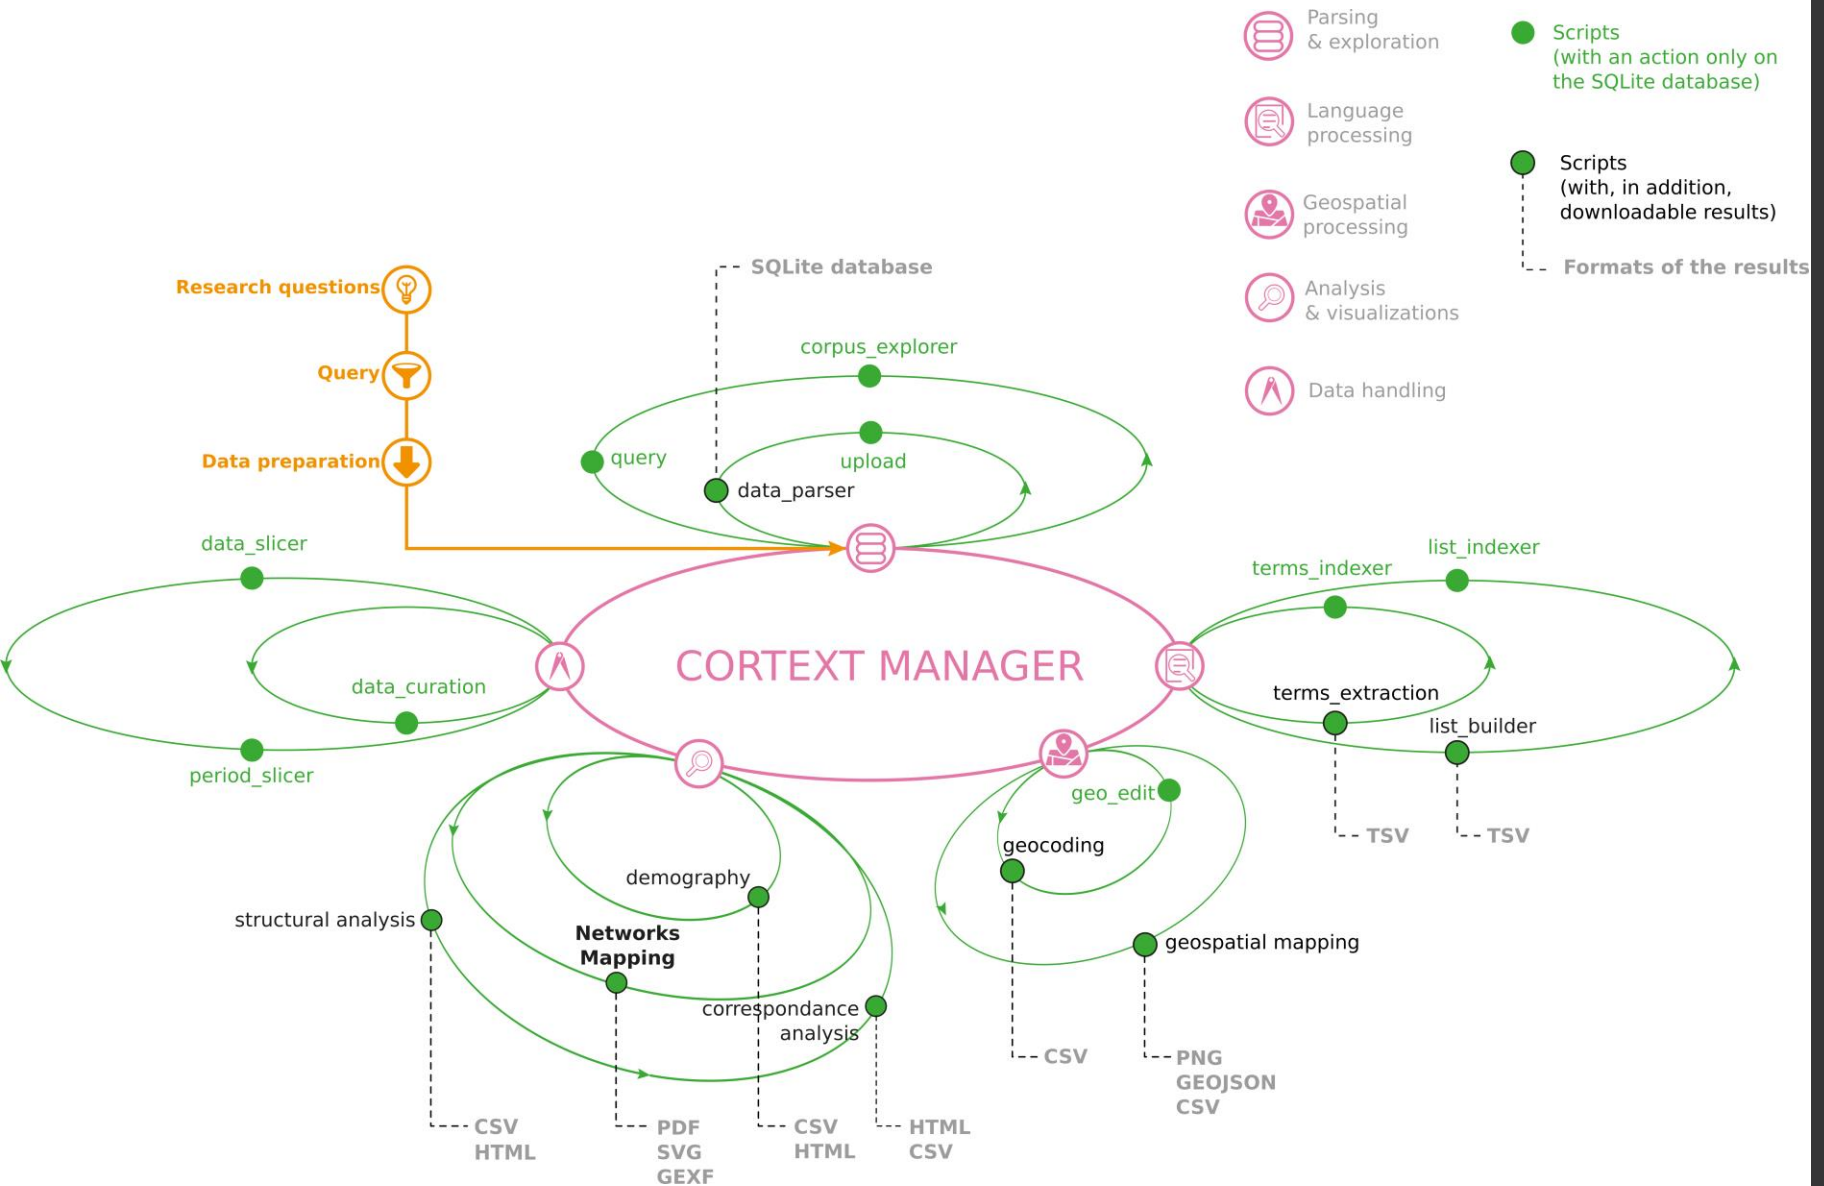 Parsing
& exploration
Language
processing
Geospatial
processing
Analysis
& visualizations
Data handling
Scripts
(with an action only on
the SQLite database)
Scripts
(with, in addition,
downloadable results)
Formats of the results
Research questions
Query
Data preparation
SQLite database
corpus_explorer
query
upload
data_parser
data_slicer
data_curation
period_slicer
CORTEXT MANAGER
list_indexer
terms_indexer
terms_extraction
list_builder
TSV
TSV
geo_edit
geocoding
geospatial mapping
CSV
PNG
GEOJSON
CSV
demography
structural analysis
Networks
Mapping
correspondance
analysis
CSV
HTML
PDF
SVG
GEXF
CSV
HTML
HTML
CSV